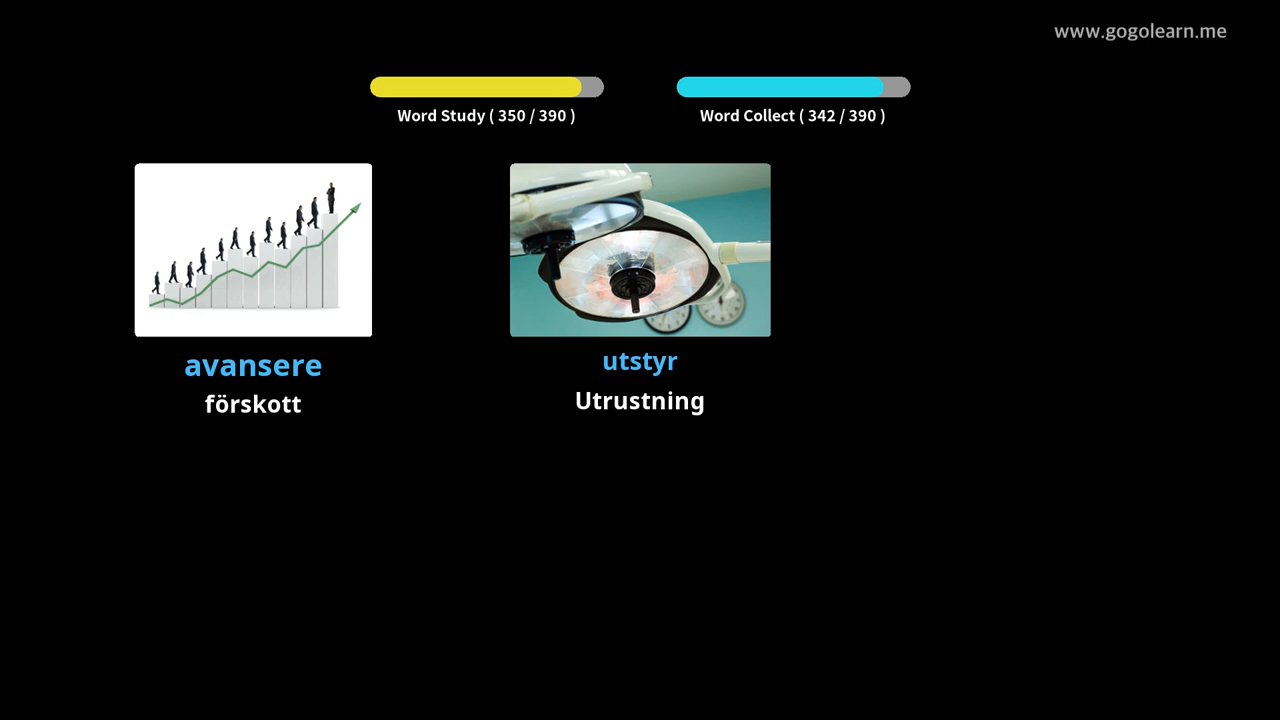 www.gogolearn.me
Word Study ( 350 / 390 )
Word Collect ( 342 / 390 )
avansere
förskott
utstyr
Utrustning